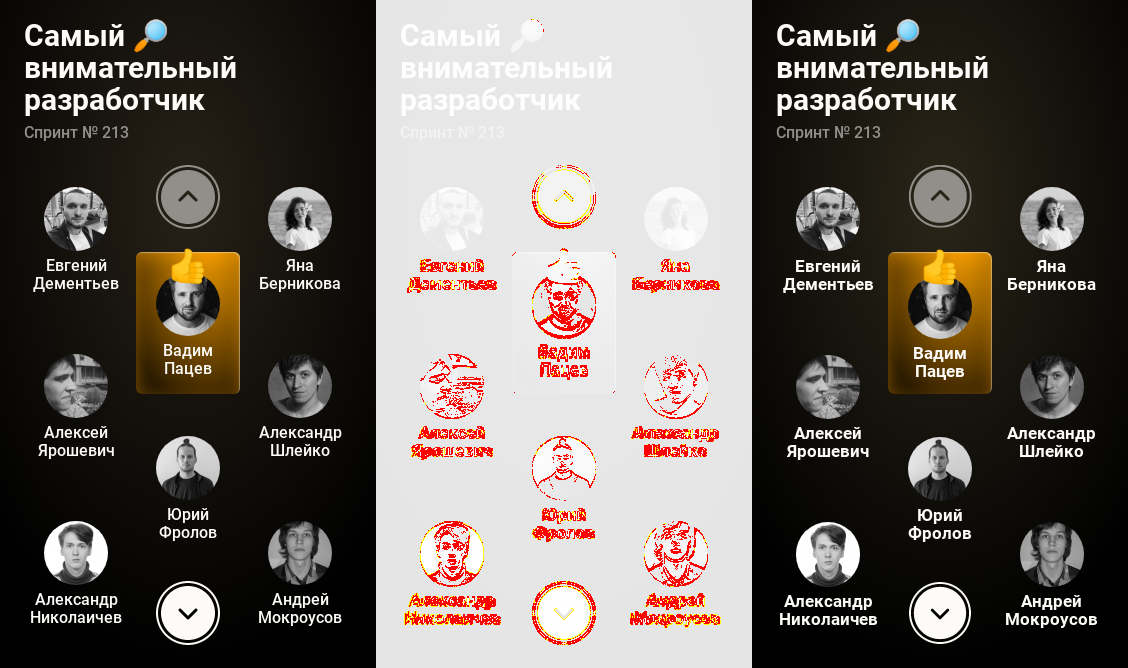 Самый 🔎
внимательный
разработчик
Спринт № 213
Евгений
Дементьев
Яна
Берникова
Вадим
Пацев
Алексей
Ярошевич
Александр
Шлейко
Юрий
Фролов
Александр
Николаичев
Андрей
Мокроусов
Самый 🔎
внимательный
разработчик
Спринт № 213
Евгений
Дементьев
Яна
Берникова
Вадим
Пацев
Алексей
Ярошевич
Александр
Шлейко
Юрий
Фролов
Александр
Николаичев
Андрей
Мокроусов
Самый 🔎
внимательный
разработчик
Спринт № 213
Евгений
Дементьев
Яна
Берникова
Вадим
Пацев
Алексей
Ярошевич
Александр
Шлейко
Юрий
Фролов
Александр
Николаичев
Андрей
Мокроусов